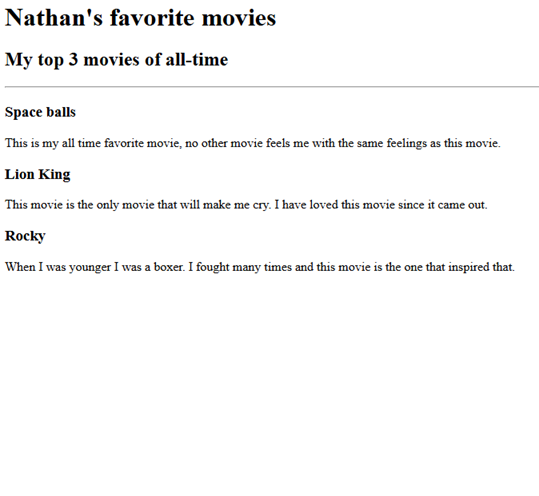 Nathan's favorite movies
My top 3 movies of all-time
Space balls
This is my all time favorite movie, no other movie feels me with the same feelings as this movie.
Lion King
This movie is the only movie that will make me cry. I have loved this movie since it came out.
Rocky
When I was younger I was a boxer. I fought many times and this movie is the one that inspired that.